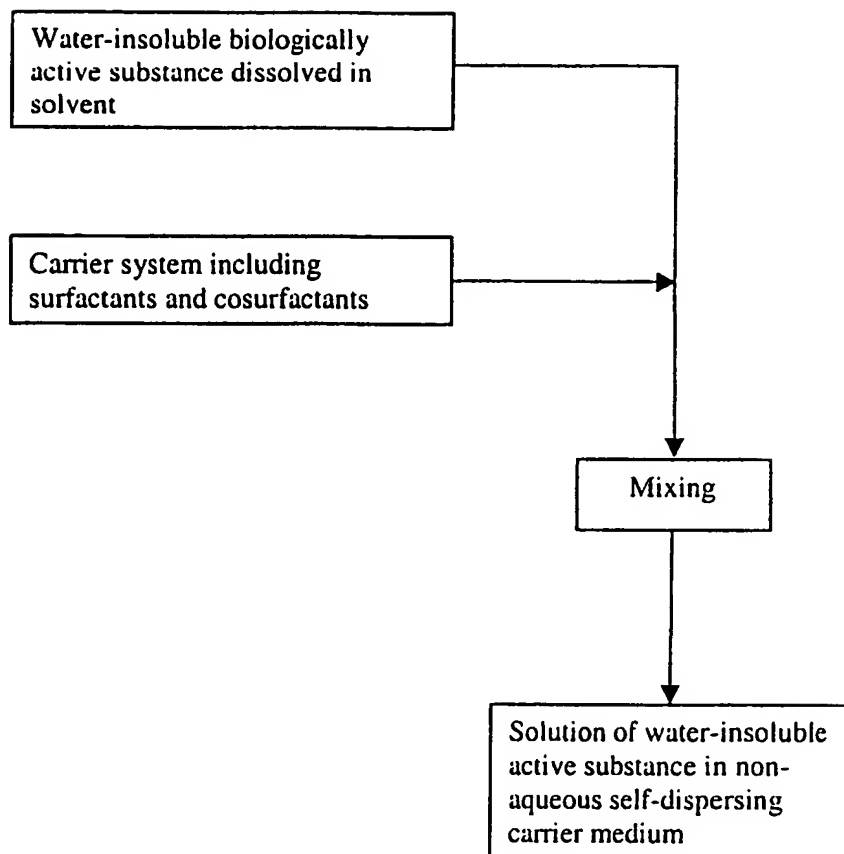 Water-insoluble biologically
active substance dissolved in
solvent
Carrier system including
surfactants and cosurfactants
Mixing
Solution of water-insoluble
active substance in non-
aqueous self-dispersing
carrier medium